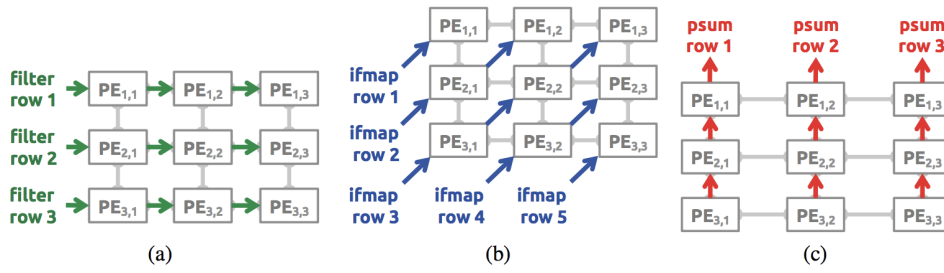 filter
row 1
PE1,1 PE1,2 PE1,3
filter
row 2
PE2,1 PE2,2 PE2,3
filter
row 3
PE3,1 PE3,2 PE3,3
(a)
PE1,1 PE1,2 PE1,3
ifmap
row 1
PE2,1 PE2,2 PE2,3
ifmap
row 2
PE3,1 PE3,2 PE3,3
ifmap ifmap ifmap
row 3 row 4 row 5
(b)
psum psum psum
row 1 row 2 row 3
PE1,1 PE1,2 PE1,3
PE2,1 PE2,2 PE2,3
PE3,1 PE3,2 PE3,3
(c)